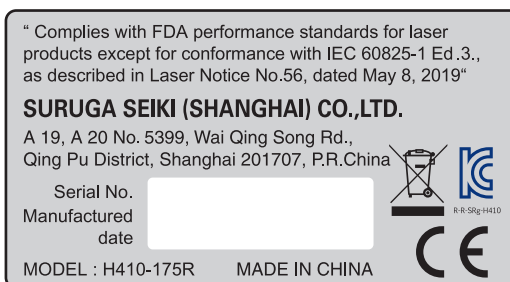 “ Complies with FDA performance standards for laser
products except for conformance with IEC 60825-1 Ed.3.,
as described in Laser Notice No.56, dated May 8, 2019“
SURUGA SEIKI (SHANGHAI) CO.,LTD.
A 19, A 20 No. 5399, Wai Qing Song Rd.,
Qing Pu District, Shanghai 201707, P.R.China
Serial No.
Manufactured
date
R-R-SRg-H410
MODEL : H410-175R MADE IN CHINA
CE